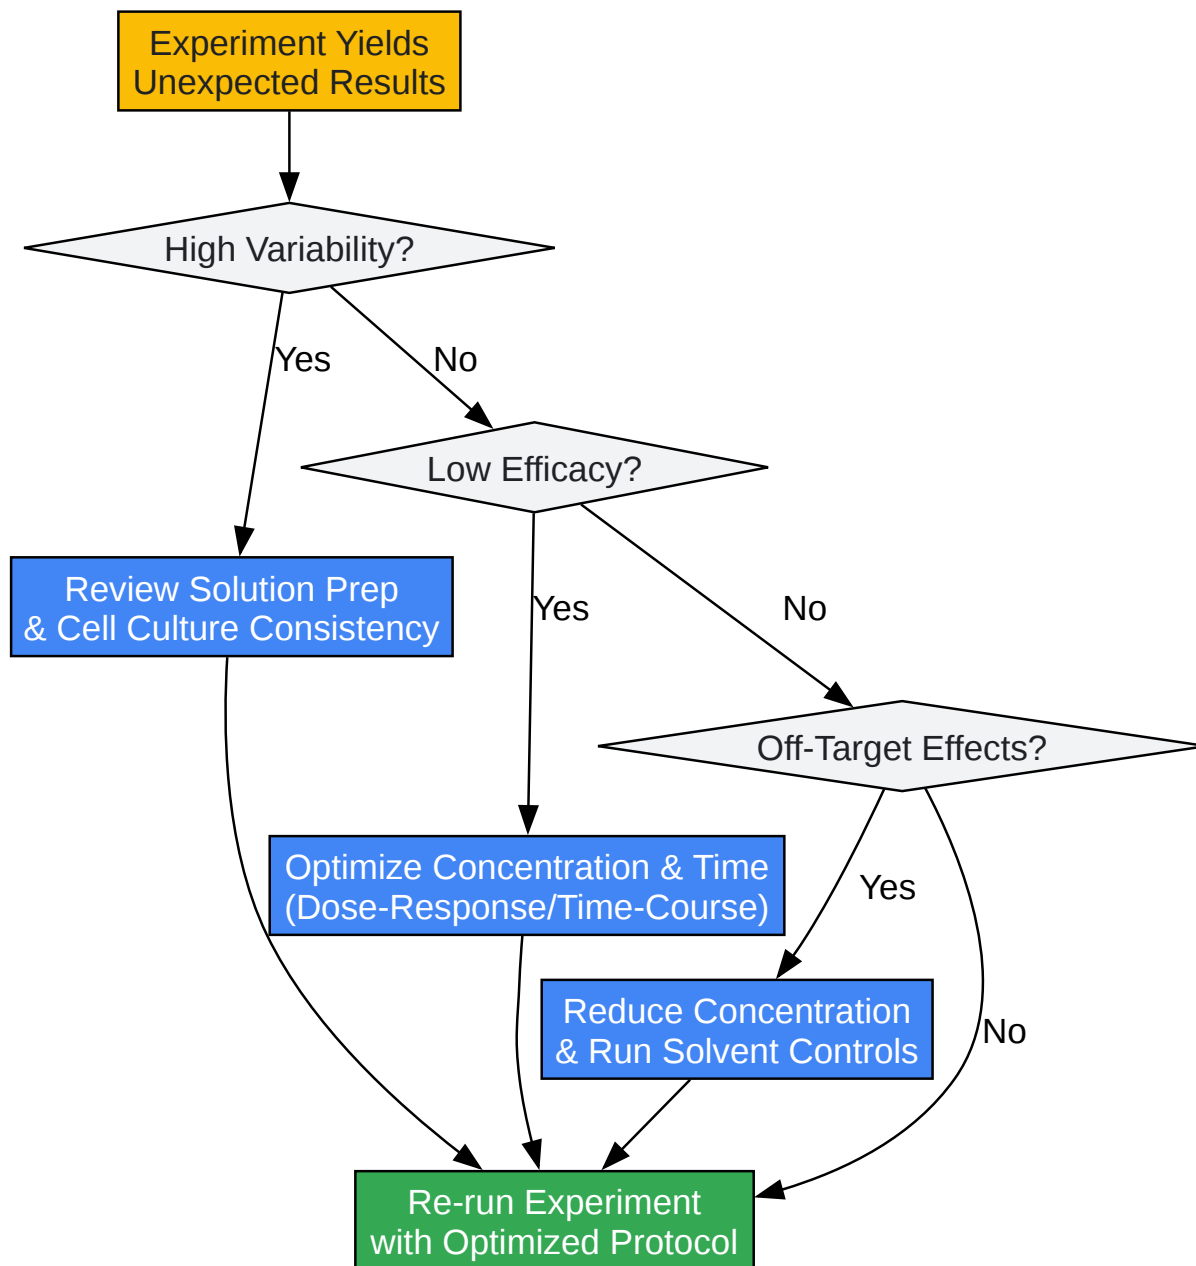 Experiment Yields
Unexpected Results
High Variability?
Yes
No
Low Efficacy?
Review Solution Prep
& Cell Culture Consistency
Yes
No
Off-Target Effects?
Optimize Concentration & Time
(Dose-Response/Time-Course)
Yes
Reduce Concentration
& Run Solvent Controls
No
Re-run Experiment
with Optimized Protocol